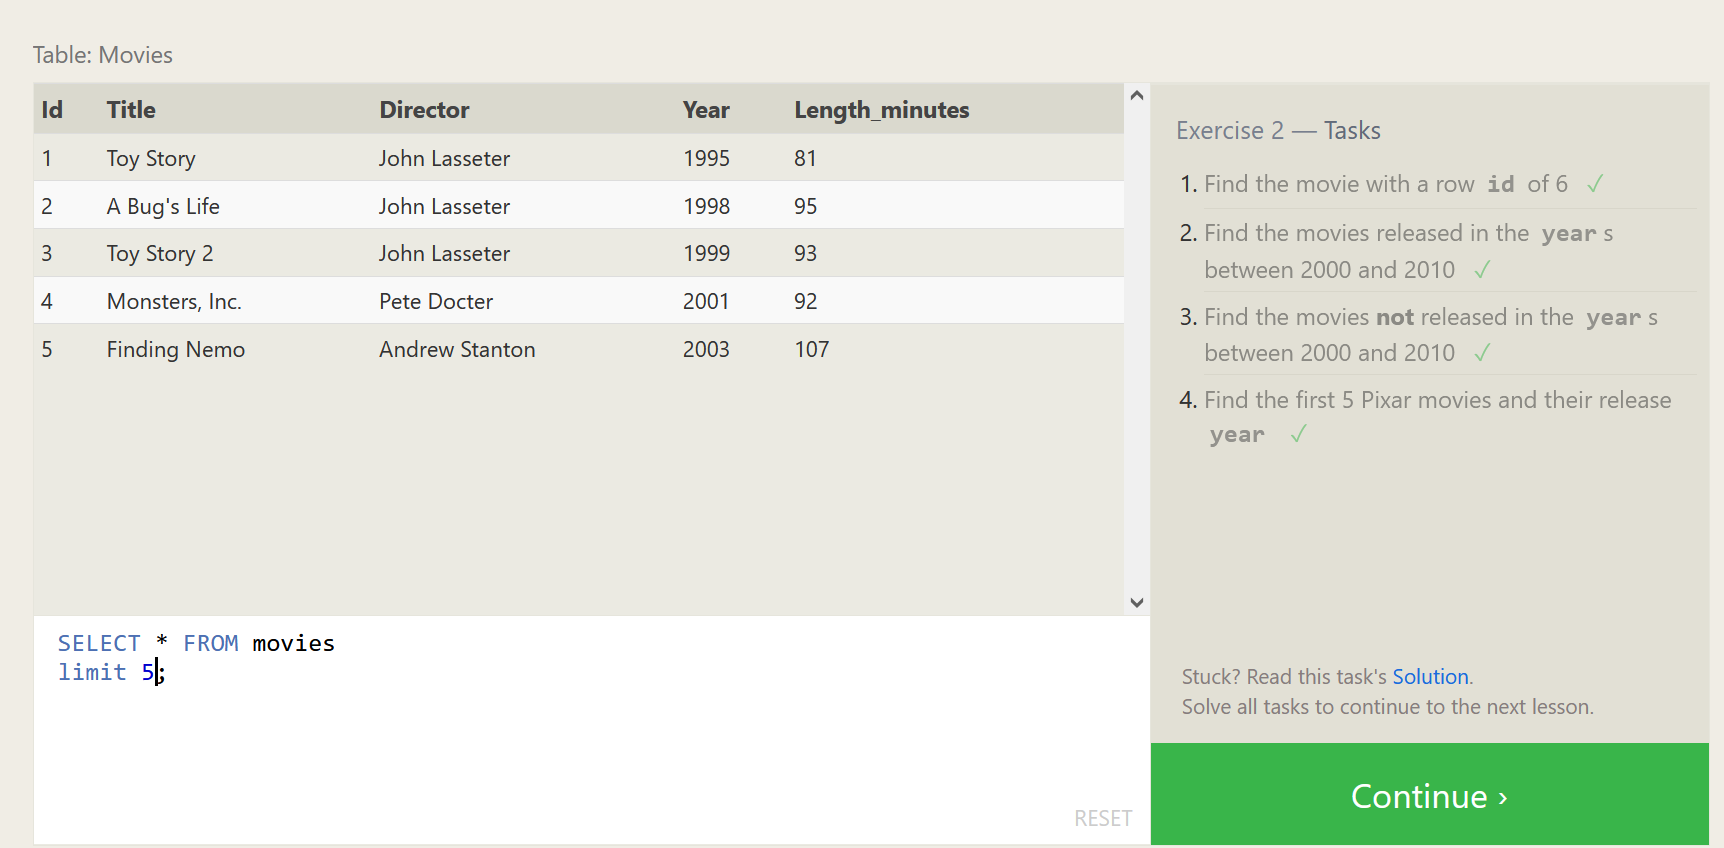 Table: Movies
Id Title Director Year Length_minutes
1 Toy Story John Lasseter 1995 81
2 A Bug's Life John Lasseter 1998 95
3 Toy Story 2 John Lasseter 1999 93
4 Monsters, Inc. Pete Docter 2001 92
5 Finding Nemo Andrew Stanton 2003 107
SELECT * FROM movies
limit 5;
RESET
Exercise 2 — Tasks
1. Find the movie with a row id of 6 ✓
2. Find the movies released in the year s
between 2000 and 2010 ✓
3. Find the movies not released in the year s
between 2000 and 2010 ✓
4. Find the first 5 Pixar movies and their release
year ✓
Stuck? Read this task's Solution.
Solve all tasks to continue to the next lesson.
Continue ›